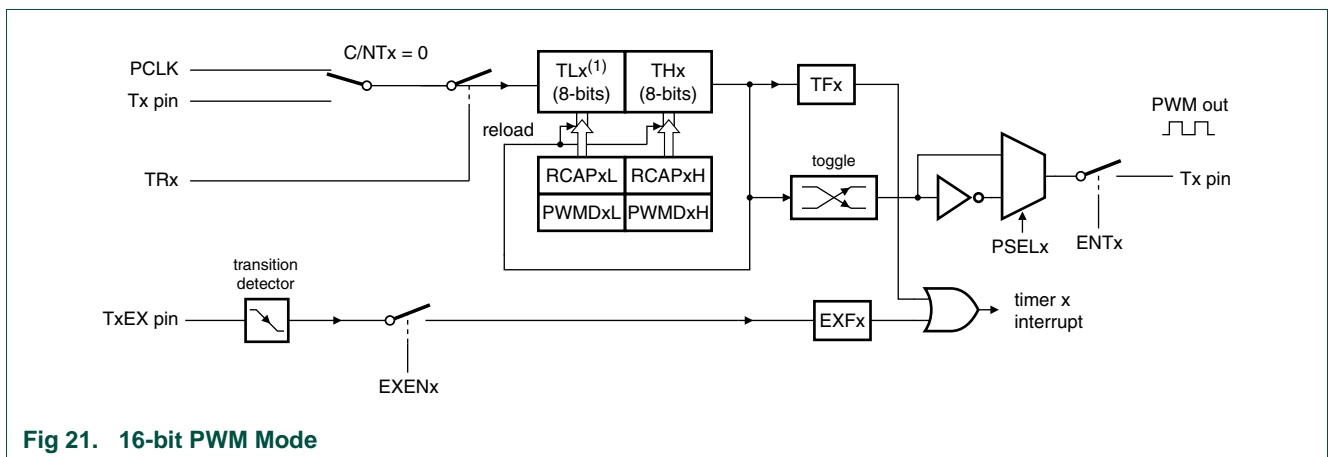 C/NTx = 0
PCLK
Tx pin
TRx
TLx(1)
(8-bits)
THx
(8-bits)
TFx
reload
RCAPxL
RCAPxH
PWMDxL
PWMDxH
toggle
PWM out
Tx pin
PSELx
ENTx
transition
detector
TxEX pin
EXENx
EXFx
timer x
interrupt
Fig 21. 16-bit PWM Mode